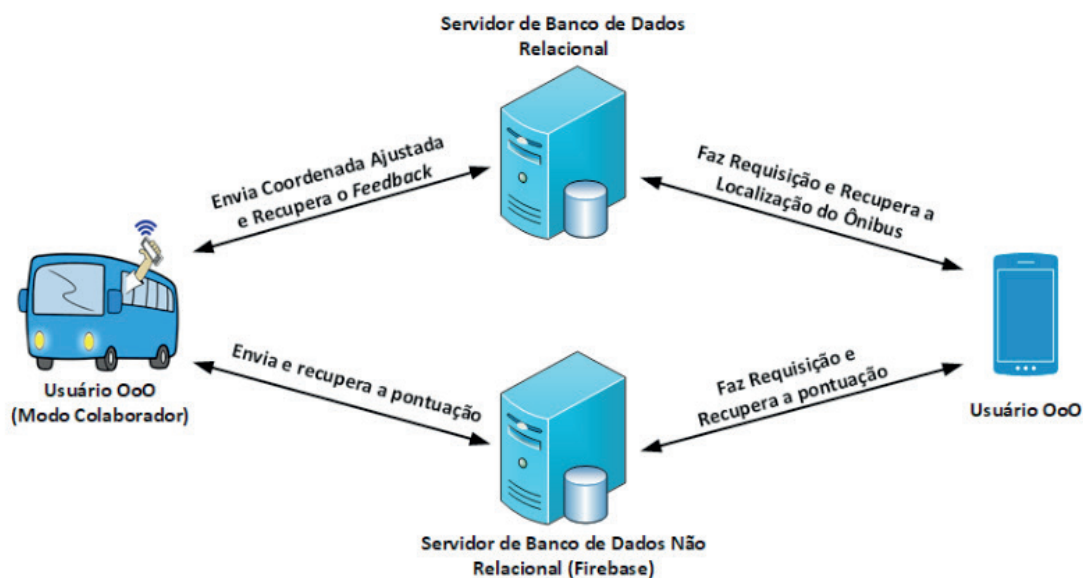 Servidor de Banco de Dados
Relacional
Envia Coordenada Ajustada
e Recupera o Feedback
Faz Requisição e Recupera a
Localização do Ônibus
Usuário OoO
(Modo Colaborador)
Envia e recupera a pontuação
Faz Requisição e
Recupera a pontuação
Usuário OoO
Servidor de Banco de Dados Não
Relacional (Firebase)